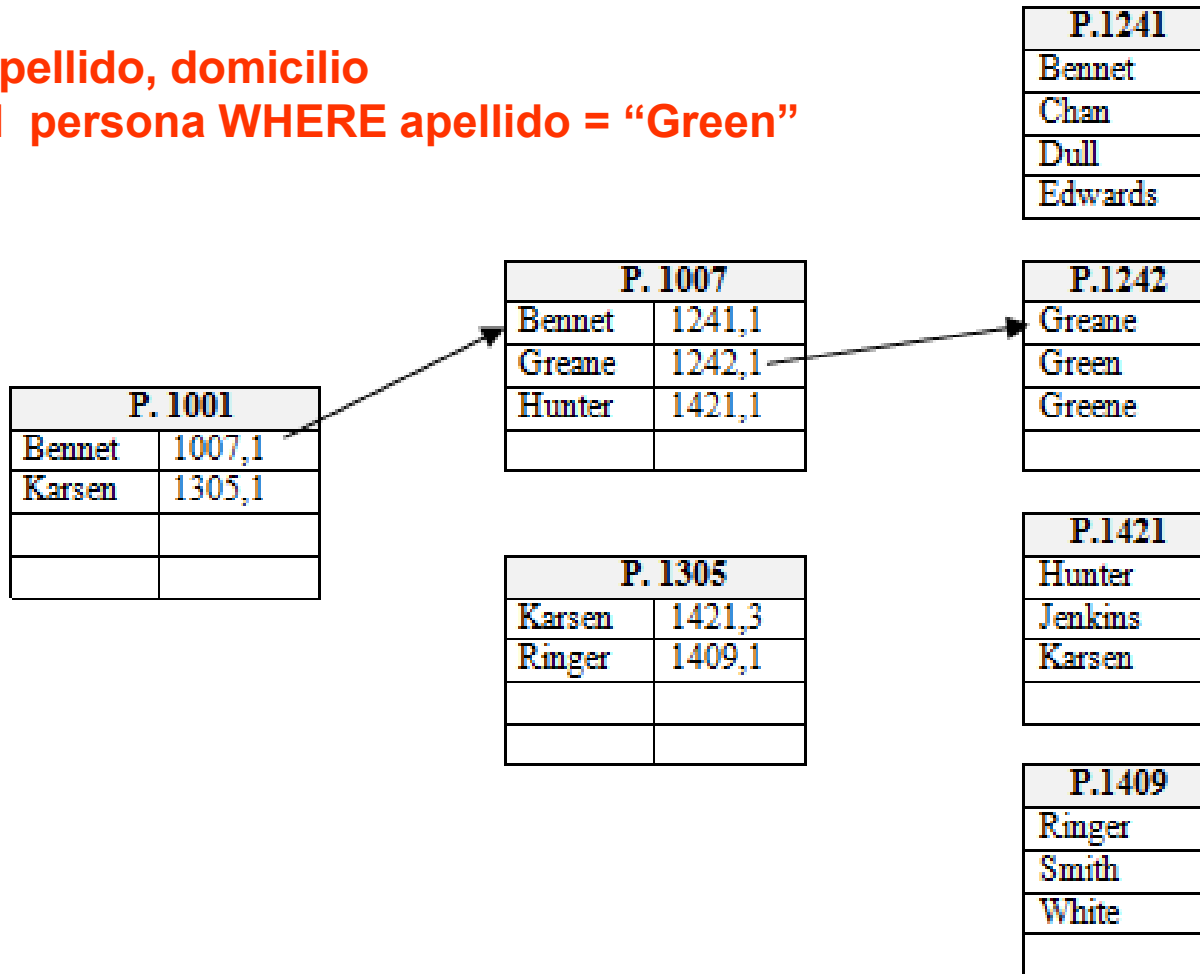 pellido, domicilio
persona WHERE apellido = “Green”
P. 1001
Bennet 1007,1
Karsen 1305,1
P. 1007
Bennet 1241,1
Greane 1242,1
Hunter 1421,1
P. 1305
Karsen 1421,3
Ringer 1409,1
P.1241
Bennet
Chan
Dull
Edwards
P.1242
Greane
Green
Greene
P.1421
Hunter
Jenkins
Karsen
P.1409
Ringer
Smith
White